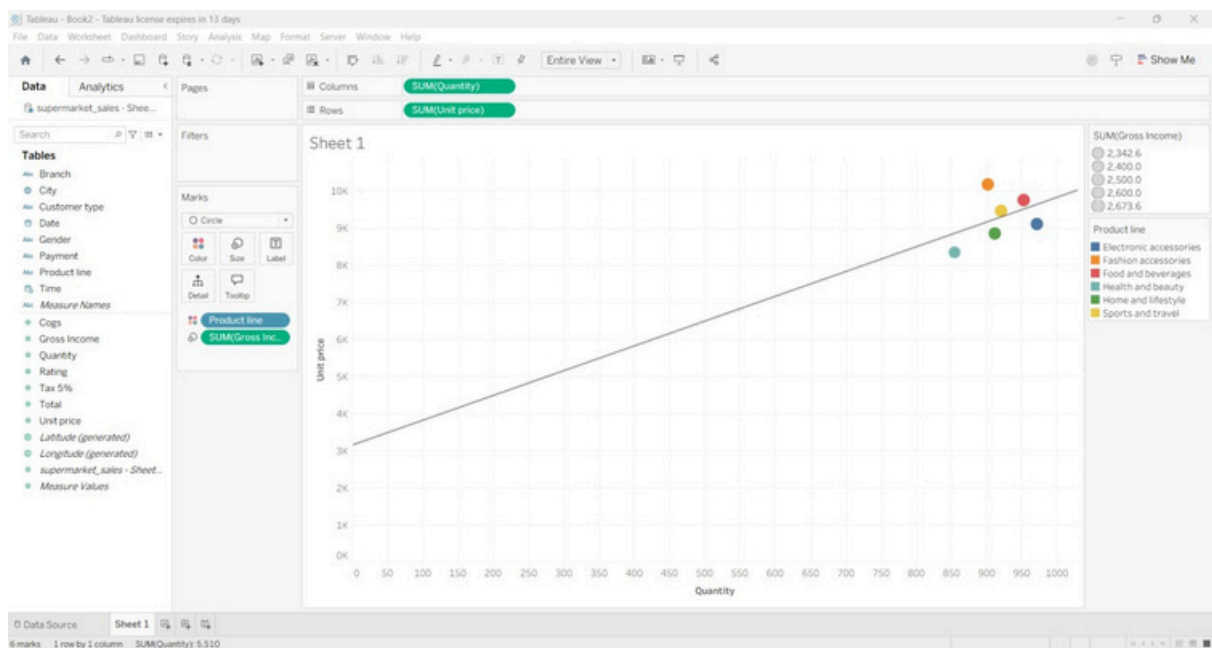 Tableau - Book2 - Tableau license expires in 13 days
File Data Worksheet Dashboard Story Analysis Map Format Server Window Help
Entire View
Show Me
Data Analytics
supermarket_sales - Shee...
Search
Tables
Abc Branch
City
Abc Customer type
Date
Abc Gender
Abc Payment
Abc Product line
Time
Abc Measure Names
Cogs
Gross Income
Quantity
Rating
Tax 5%
Total
Unit price
Latitude (generated)
Longitude (generated)
supermarket_sales - Sheet...
Measure Values
Pages
Filters
Marks
Circle
Color Size Label
Detail Tooltip
Product line
SUM(Gross Inc..
Columns SUM(Quantity)
Rows SUM(Unit price)
Sheet 1
Unit price
10K
9K
8K
7K
6K
5K
4K
3K
2K
1K
0K
0 50 100 150 200 250 300 350 400 450 500 550 600 650 700 750 800 850 900 950 1000
Quantity
SUM(Gross Income)
2,342.6
2,400.0
2,500.0
2,600.0
2,673.6
Product line
Electronic accessories
Fashion accessories
Food and beverages
Health and beauty
Home and lifestyle
Sports and travel
Data Source Sheet 1
6 marks 1 row by 1 column SUM(Quantity): 5,510